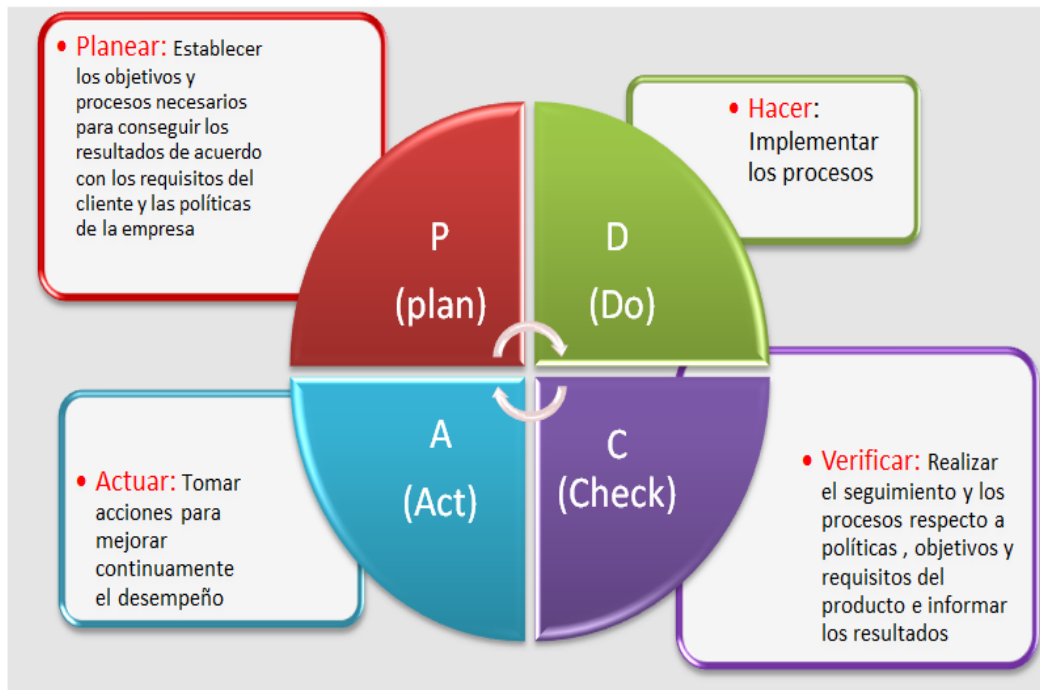 • Planear: Establecer
los objetivos y
procesos necesarios
para conseguir los
resultados de acuerdo
con los requisitos del
cliente y las políticas
de la empresa
• Hacer:
Implementar
los procesos
P
(plan)
D
(Do)
A
(Act)
C
(Check)
• Actuar: Tomar
acciones para
mejorar
continuamente
el desempeño
• Verificar: Realizar
el seguimiento y los
procesos respecto a
políticas , objetivos y
requisitos del
producto e informar
los resultados